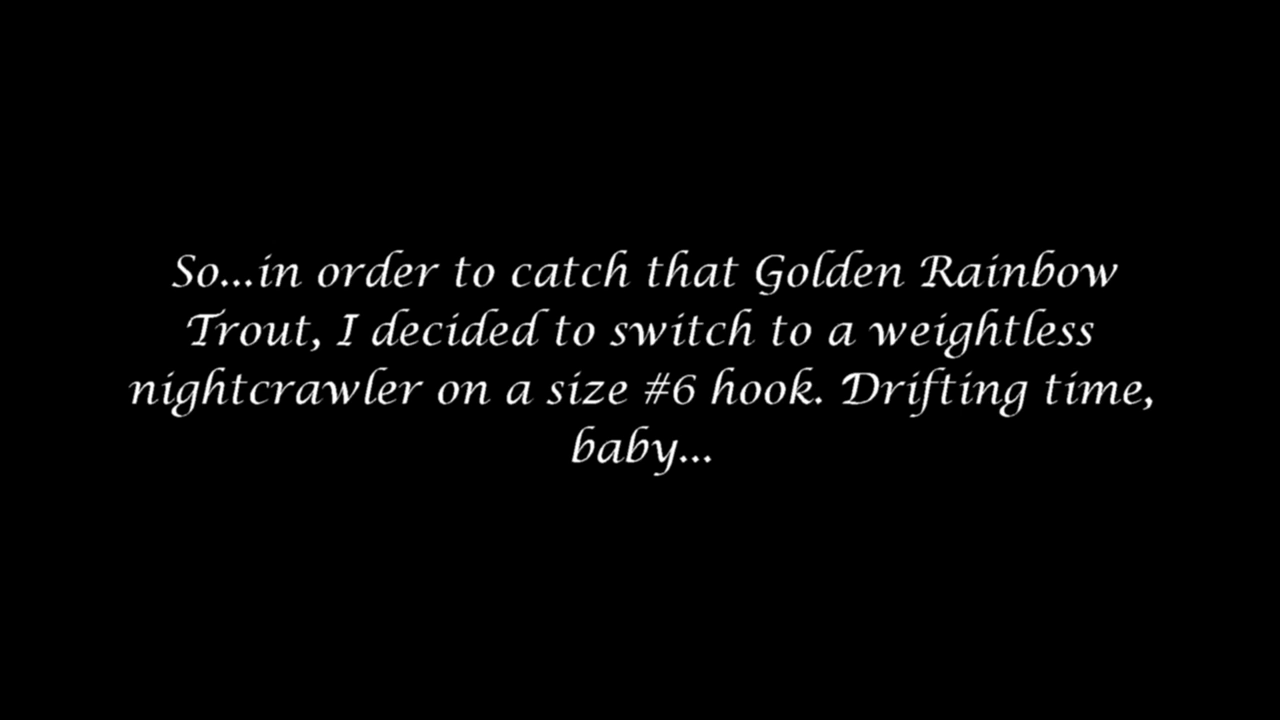 So...in order to catch that Golden Rainbow
Trout, I decided to switch to a weightless
nightcrawler on a size #6 hook. Drifting time,
baby...